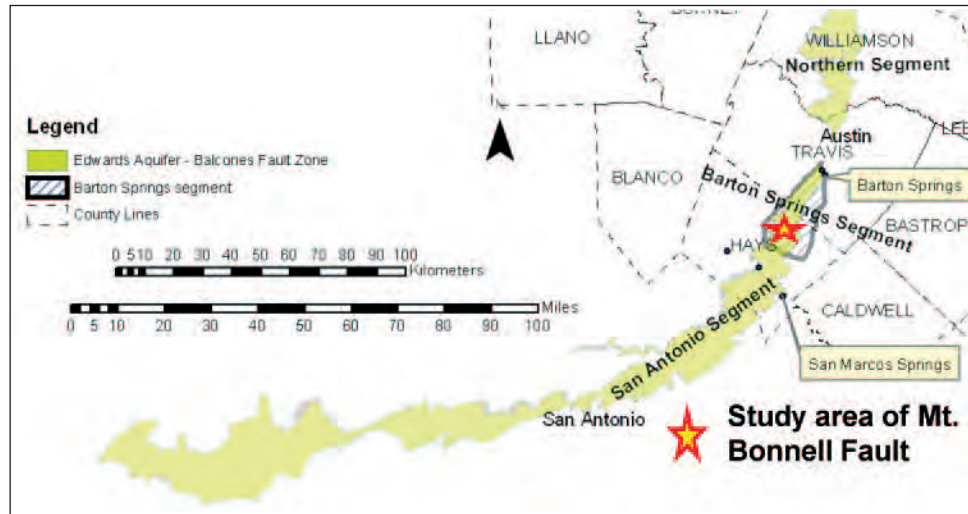 LLANO
WILLIAMSON
Northern Segment
Legend
Edwards Aquifer - Balcones Fault Zone
Barton Springs segment
County Lines
Austin
TRAVIS
BLANCO
Barton Springs Segment
Barton Springs
BASTROP
HAYS
0 5 10 20 30 40 50 60 70 80 90 100
Kilometers
Miles
0 5 10 20 30 40 50 60 70 80 90 100
San Antonio Segment
CALDWELL
San Marcos Springs
San Antonio
Study area of Mt.
Bonnell Fault